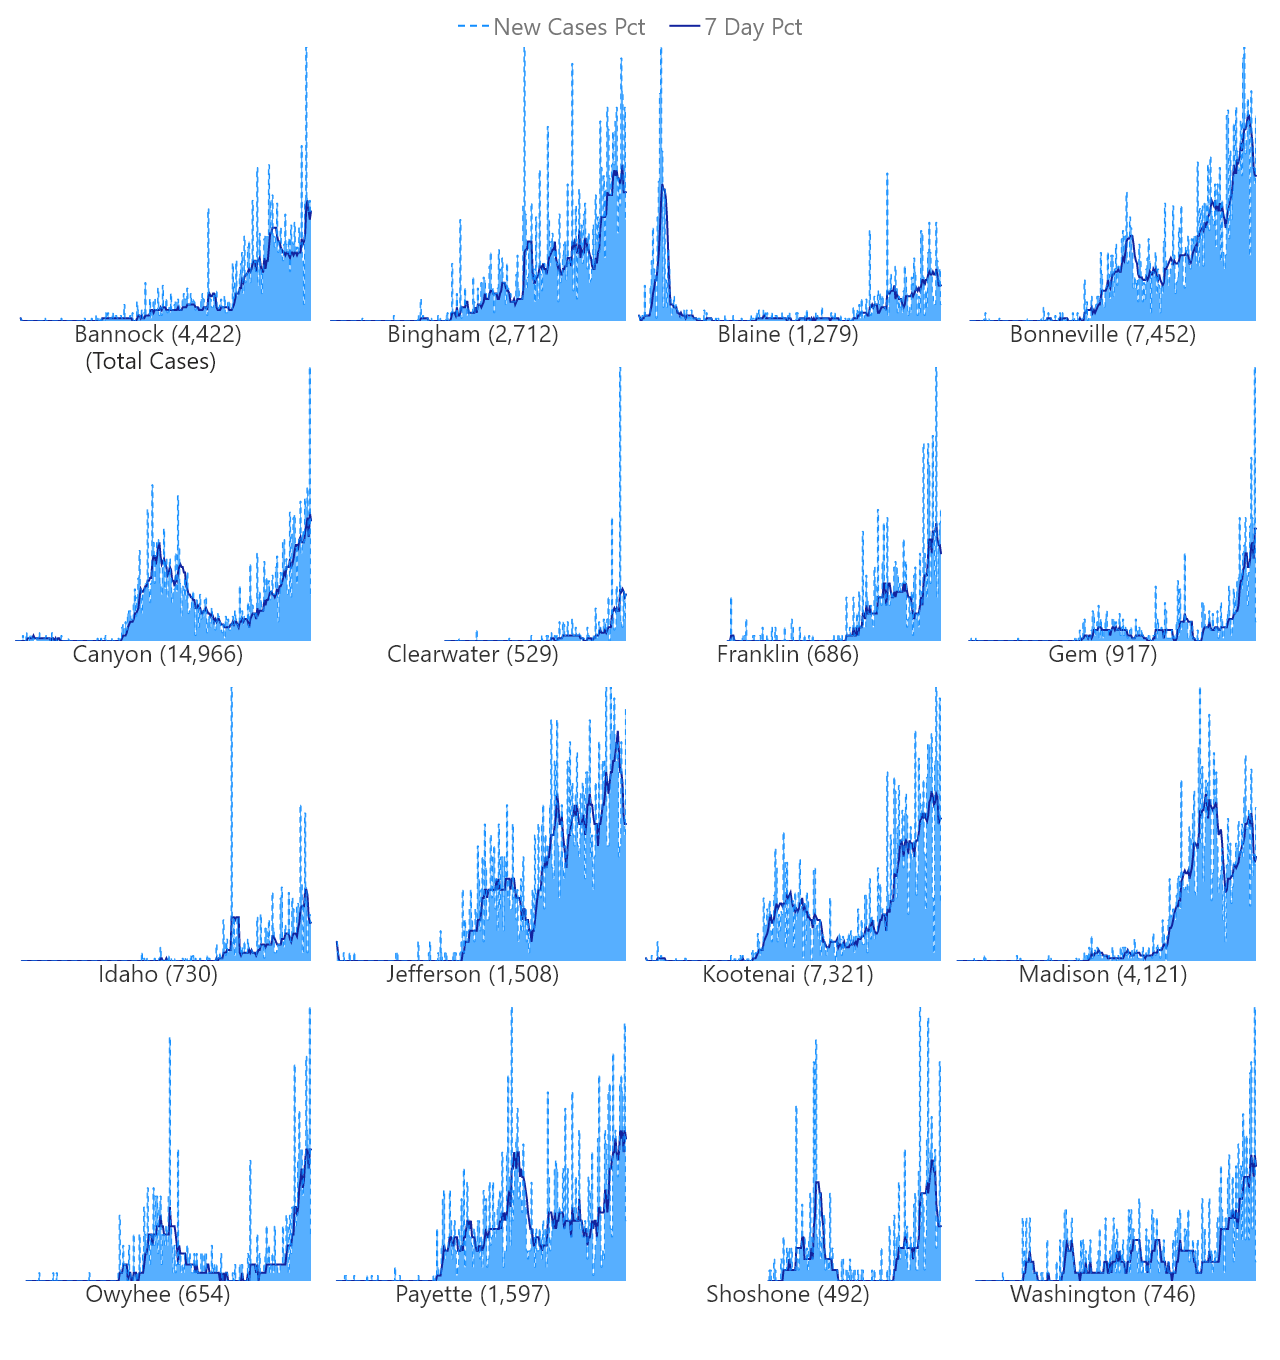 New Cases Pct 7 Day Pct
Bannock (4,422) Bingham (2,712) Blaine (1,279) Bonneville (7,452)
(Total Cases)
Canyon (14,966) Clearwater (529) Franklin (686) Gem (917)
Idaho (730) Jefferson (1,508) Kootenai (7,321) Madison (4,121)
Owyhee (654) Payette (1,597) Shoshone (492) Washington (746)